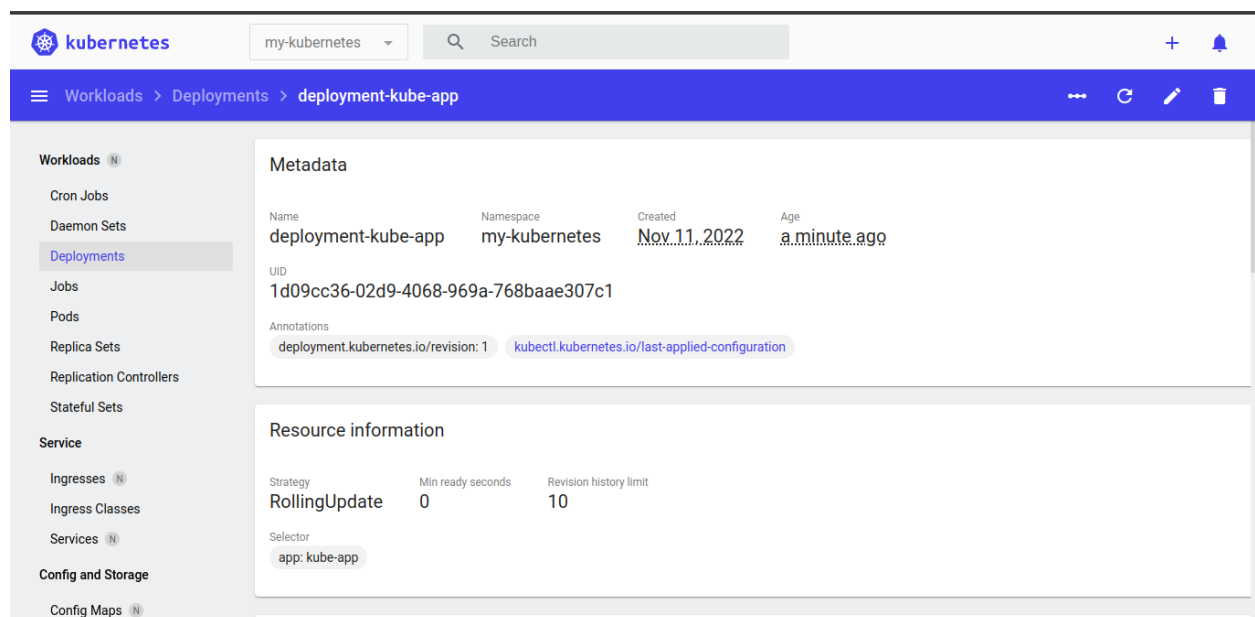 kubernetes
my-kubernetes
Search
Workloads > Deployments > deployment-kube-app
Workloads N
Cron Jobs
Daemon Sets
Deployments
Jobs
Pods
Replica Sets
Replication Controllers
Stateful Sets
Service
Ingresses N
Ingress Classes
Services N
Config and Storage
Config Maps N
Metadata
Name Namespace Created Age
deployment-kube-app my-kubernetes Nov 11, 2022 a minute ago
UID
1d09cc36-02d9-4068-969a-768baae307c1
Annotations
deployment.kubernetes.io/revision: 1 kubectl.kubernetes.io/last-applied-configuration
Resource information
Strategy Min ready seconds Revision history limit
RollingUpdate 0 10
Selector
app: kube-app